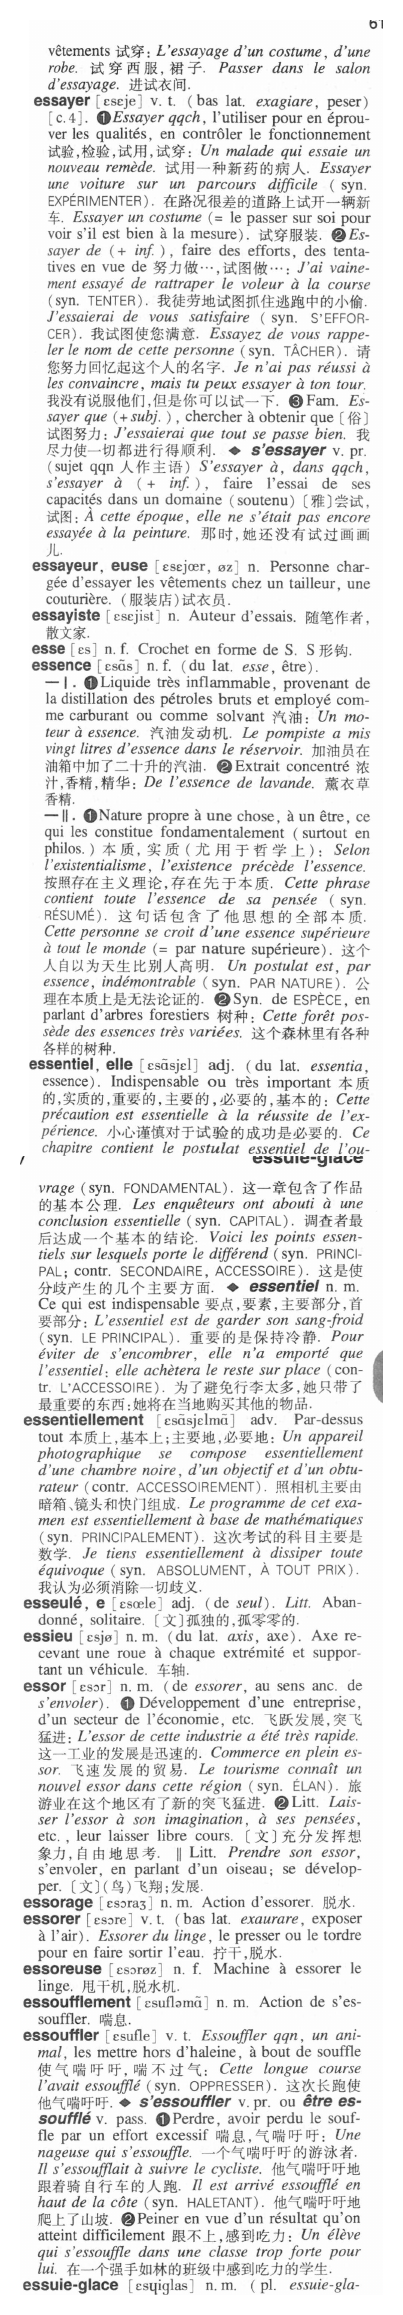 61
vêtements 试穿: L'essayage d'un costume, d'une
robe. 试穿西服,裙子. Passer dans le salon
d'essayage. 进试衣间.
essayer [eseje] v. t. (bas lat. exagiare, peser)
[c. 4]. ❶Essayer qqch, l'utiliser pour en éprou-
ver les qualités, en contrôler le fonctionnement
试验,检验,试用,试穿: Un malade qui essaie un
nouveau remède. 试用一种新药的病人. Essayer
une voiture sur un parcours difficile (syn.
EXPÉRIMENTER). 在路况很差的道路上试开一辆新
车. Essayer un costume (= le passer sur soi pour
voir s'il est bien à la mesure). 试穿服装. ❷Es-
sayer de (+ inf.), faire des efforts, des tenta-
tives en vue de 努力做…,试图做…: J'ai vaine-
ment essayé de rattraper le voleur à la course
(syn. TENTER). 我徒劳地试图抓住逃跑中的小偷.
J'essaierai de vous satisfaire (syn. S'EFFOR-
CER). 我试图使您满意. Essayez de vous rappe-
ler le nom de cette personne (syn. TÂCHER). 请
您努力回忆起这个人的名字. Je n'ai pas réussi à
les convaincre, mais tu peux essayer à ton tour.
我没有说服他们,但是你可以试一下. ❸Fam. Es-
sayer que (+subj.), chercher à obtenir que〔俗〕
试图努力: J'essaierai que tout se passe bien. 我
尽力使一切都进行得顺利. ◆ s'essayer v. pr.
(sujet qqn 人作主语) S'essayer à, dans qqch,
s'essayer à (+ inf.), faire l'essai de ses
capacités dans un domaine (soutenu)〔雅〕尝试,
试图: À cette époque, elle ne s'était pas encore
essayée à la peinture. 那时,她还没有试过画画
儿.
essayeur, euse [esɛjœr, øz] n. Personne char-
gée d'essayer les vêtements chez un tailleur, une
couturière. (服装店)试衣员.
essayiste [esɛjist] n. Auteur d'essais. 随笔作者,
散文家.
esse [ɛs] n. f. Crochet en forme de S. S形钩.
essence [esɑ̃s] n. f. (du lat. esse, être).
— I. ❶Liquide très inflammable, provenant de
la distillation des pétroles bruts et employé com-
me carburant ou comme solvant 汽油: Un mo-
teur à essence. 汽油发动机. Le pompiste a mis
vingt litres d'essence dans le réservoir. 加油员在
油箱中加了二十升的汽油. ❷Extrait concentré 浓
汁,香精,精华: De l'essence de lavande. 薰衣草
香精.
— II. ❶Nature propre à une chose, à un être, ce
qui les constitue fondamentalement (surtout en
philos.) 本质,实质(尤用于哲学上): Selon
l'existentialisme, l'existence précède l'essence.
按照存在主义理论,存在先于本质. Cette phrase
contient toute l'essence de sa pensée (syn.
RÉSUMÉ). 这句话包含了他思想的全部本质.
Cette personne se croit d'une essence supérieure
à tout le monde (= par nature supérieure). 这个
人自以为天生比别人高明. Un postulat est, par
essence, indémontrable (syn. PAR NATURE). 公
理在本质上是无法论证的. ❷Syn. de ESPÈCE, en
parlant d'arbres forestiers 树种: Cette forêt pos-
sède des essences très variées. 这个森林里有各种
各样的树种.
essentiel, elle [esɑ̃sjɛl] adj. (du lat. essentia,
essence). Indispensable ou très important 本质
的,实质的,重要的,主要的,必要的,基本的: Cette
précaution est essentielle à la réussite de l'ex-
périence. 小心谨慎对于试验的成功是必要的. Ce
chapitre contient le postulat essentiel de l'ou-
essuie-glace
vrage (syn. FONDAMENTAL). 这一章包含了作品
的基本公理. Les enquêteurs ont abouti à une
conclusion essentielle (syn. CAPITAL). 调查者最
后达成一个基本的结论. Voici les points essen-
tiels sur lesquels porte le différend (syn. PRINCI-
PAL; contr. SECONDAIRE, ACCESSOIRE). 这是使
分歧产生的几个主要方面. ◆ essentiel n. m.
Ce qui est indispensable 要点,要素,主要部分,首
要部分: L'essentiel est de garder son sang-froid
(syn. LE PRINCIPAL). 重要的是保持冷静. Pour
éviter de s'encombrer, elle n'a emporté que
l'essentiel: elle achètera le reste sur place (con-
tr. L'ACCESSOIRE). 为了避免行李太多,她只带了
最重要的东西:她将在当地购买其他的物品.
essentiellement [esɑ̃sjɛlmɑ̃] adv. Par-dessus
tout 本质上,基本上;主要地,必要地: Un appareil
photographique se compose essentiellement
d'une chambre noire, d'un objectif et d'un obtu-
rateur (contr. ACCESSOIREMENT). 照相机主要由
暗箱、镜头和快门组成. Le programme de cet exa-
men est essentiellement à base de mathématiques
(syn. PRINCIPALEMENT). 这次考试的科目主要是
数学. Je tiens essentiellement à dissiper toute
équivoque (syn. ABSOLUMENT, À TOUT PRIX).
我认为必须消除一切歧义.
esseulé, e [esœle] adj. (de seul). Litt. Aban-
donné, solitaire.〔文〕孤独的,孤零零的.
essieu [esjø] n. m. (du lat. axis, axe). Axe re-
cevant une roue à chaque extrémité et suppor-
tant un véhicule. 车轴.
essor [esɔr] n. m. (de essorer, au sens anc. de
s'envoler). ❶ Développement d'une entreprise,
d'un secteur de l'économie, etc. 飞跃发展,突飞
猛进: L'essor de cette industrie a été très rapide.
这一工业的发展是迅速的. Commerce en plein es-
sor. 飞速发展的贸易. Le tourisme connaît un
nouvel essor dans cette région (syn. ÉLAN). 旅
游业在这个地区有了新的突飞猛进. ❷Litt. Lais-
ser l'essor à son imagination, à ses pensées,
etc., leur laisser libre cours.〔文〕充分发挥想
象力,自由地思考. ‖ Litt. Prendre son essor,
s'envoler, en parlant d'un oiseau; se dévelop-
per.〔文〕(鸟)飞翔;发展.
essorage [esɔraʒ] n. m. Action d'essorer. 脱水.
essorer [esɔre] v. t. (bas lat. exaurare, exposer
à l'air). Essorer du linge, le presser ou le tordre
pour en faire sortir l'eau. 拧干,脱水.
essoreuse [esɔrøz] n. f. Machine à essorer le
linge. 甩干机,脱水机.
essoufflement [esufləmɑ̃] n. m. Action de s'es-
souffler. 喘息.
essouffler [esufle] v. t. Essouffler qqn, un ani-
mal, les mettre hors d'haleine, à bout de souffle
使气喘吁吁,喘不过气: Cette longue course
l'avait essoufflé (syn. OPPRESSER). 这次长跑使
他气喘吁吁. ◆ s'essouffler v. pr. ou être es-
soufflé v. pass. ❶Perdre, avoir perdu le souf-
fle par un effort excessif 喘息,气喘吁吁: Une
nageuse qui s'essouffle. 一个气喘吁吁的游泳者.
Il s'essoufflait à suivre le cycliste. 他气喘吁吁地
跟着骑自行车的人跑. Il est arrivé essoufflé en
haut de la côte (syn. HALETANT). 他气喘吁吁地
爬上了山坡. ❷Peiner en vue d'un résultat qu'on
atteint difficilement 跟不上,感到吃力: Un élève
qui s'essouffle dans une classe trop forte pour
lui. 在一个强手如林的班级中感到吃力的学生.
essuie-glace [esɥiglas] n. m. (pl. essuie-gla-